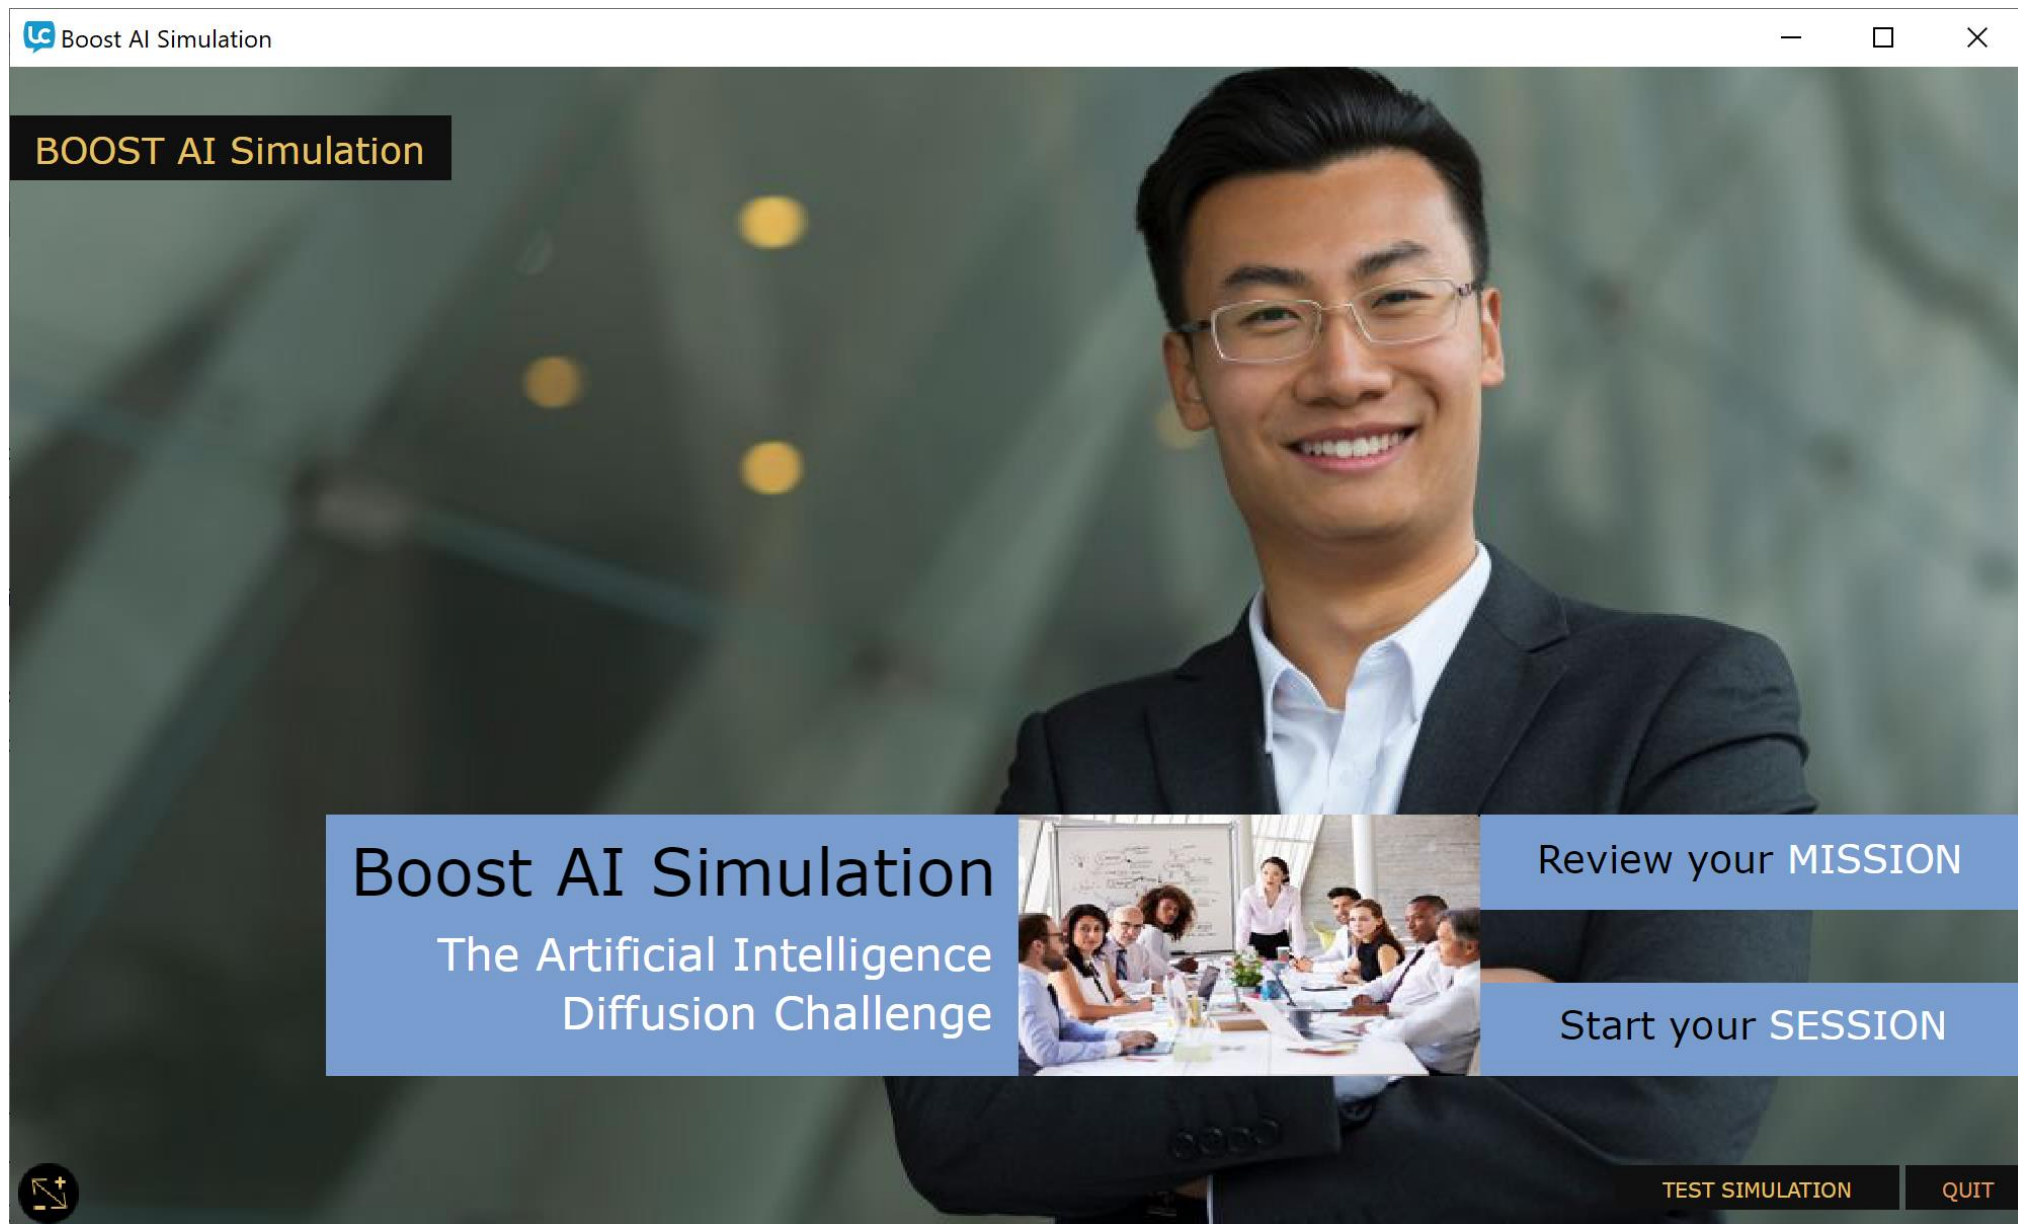 Boost AI Simulation
BOOST AI Simulation
Boost AI Simulation
The Artificial Intelligence
Diffusion Challenge
Review your MISSION
Start your SESSION
TEST SIMULATION
QUIT